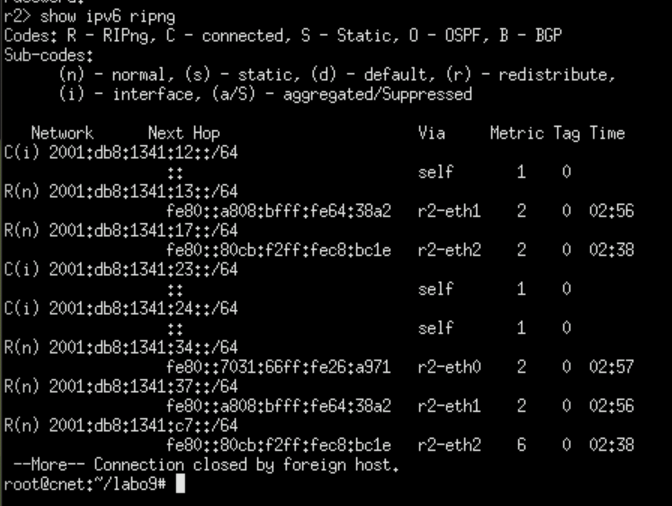 r2> show ipv6 ripng
Codes: R - RIPng, C - connected, S - Static, O - OSPF, B - BGP
Sub-codes:
(n) - normal, (s) - static, (d) - default, (r) - redistribute,
(i) - interface, (a/S) - aggregated/Suppressed
Network Next Hop Via Metric Tag Time
C(i) 2001:db8:1341:12::/64
:: self 1 0
R(n) 2001:db8:1341:13::/64
fe80::a808:bfff:fe64:38a2 r2-eth1 2 0 02:56
R(n) 2001:db8:1341:17::/64
fe80::80cb:f2ff:fec8:bc1e r2-eth2 2 0 02:38
C(i) 2001:db8:1341:23::/64
:: self 1 0
C(i) 2001:db8:1341:24::/64
:: self 1 0
R(n) 2001:db8:1341:34::/64
fe80::7031:66ff:fe26:a971 r2-eth0 2 0 02:57
R(n) 2001:db8:1341:37::/64
fe80::a808:bfff:fe64:38a2 r2-eth1 2 0 02:56
R(n) 2001:db8:1341:c7::/64
fe80::80cb:f2ff:fec8:bc1e r2-eth2 6 0 02:38
--More-- Connection closed by foreign host.
root@cnet:~/labo9#